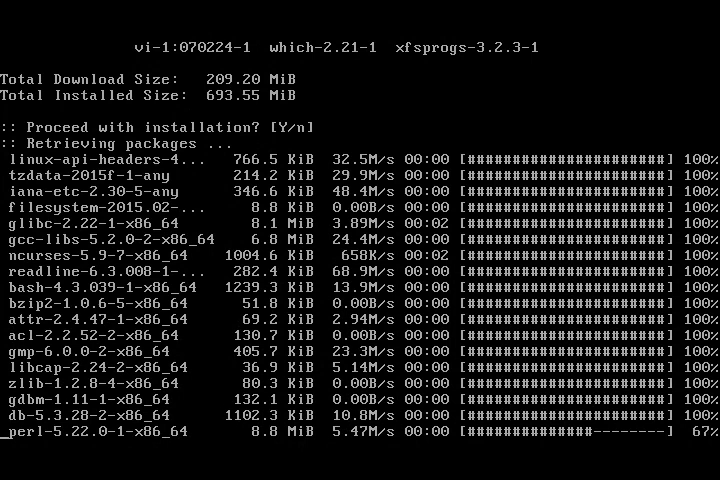 vi-1:070224-1  which-2.21-1  xfsprogs-3.2.3-1
Total Download Size:   209.20 MiB
Total Installed Size:  693.55 MiB
:: Proceed with installation? [Y/n]
:: Retrieving packages ...
linux-api-headers-4...   766.5 KiB  32.5M/s 00:00 [######################] 100%
tzdata-2015f-1-any       214.2 KiB  29.9M/s 00:00 [######################] 100%
iana-etc-2.30-5-any      346.6 KiB  48.4M/s 00:00 [######################] 100%
filesystem-2015.02-...     8.8 KiB  0.00B/s 00:00 [######################] 100%
glibc-2.22-1-x86_64        8.1 MiB  3.89M/s 00:02 [######################] 100%
gcc-libs-5.2.0-2-x86_64    6.8 MiB  24.4M/s 00:00 [######################] 100%
ncurses-5.9-7-x86_64    1004.6 KiB   658K/s 00:02 [######################] 100%
readline-6.3.008-1-...   282.4 KiB  68.9M/s 00:00 [######################] 100%
bash-4.3.039-1-x86_64   1239.3 KiB  13.9M/s 00:00 [######################] 100%
bzip2-1.0.6-5-x86_64      51.8 KiB  0.00B/s 00:00 [######################] 100%
attr-2.4.47-1-x86_64      69.2 KiB  2.94M/s 00:00 [######################] 100%
acl-2.2.52-2-x86_64      130.7 KiB  0.00B/s 00:00 [######################] 100%
gmp-6.0.0-2-x86_64       405.7 KiB  23.3M/s 00:00 [######################] 100%
libcap-2.24-2-x86_64      36.9 KiB  5.14M/s 00:00 [######################] 100%
zlib-1.2.8-4-x86_64       80.3 KiB  0.00B/s 00:00 [######################] 100%
gdbm-1.11-1-x86_64       132.1 KiB  0.00B/s 00:00 [######################] 100%
db-5.3.28-2-x86_64      1102.3 KiB  10.8M/s 00:00 [######################] 100%
perl-5.22.0-1-x86_64       8.8 MiB  5.47M/s 00:00 [##############--------] 67%